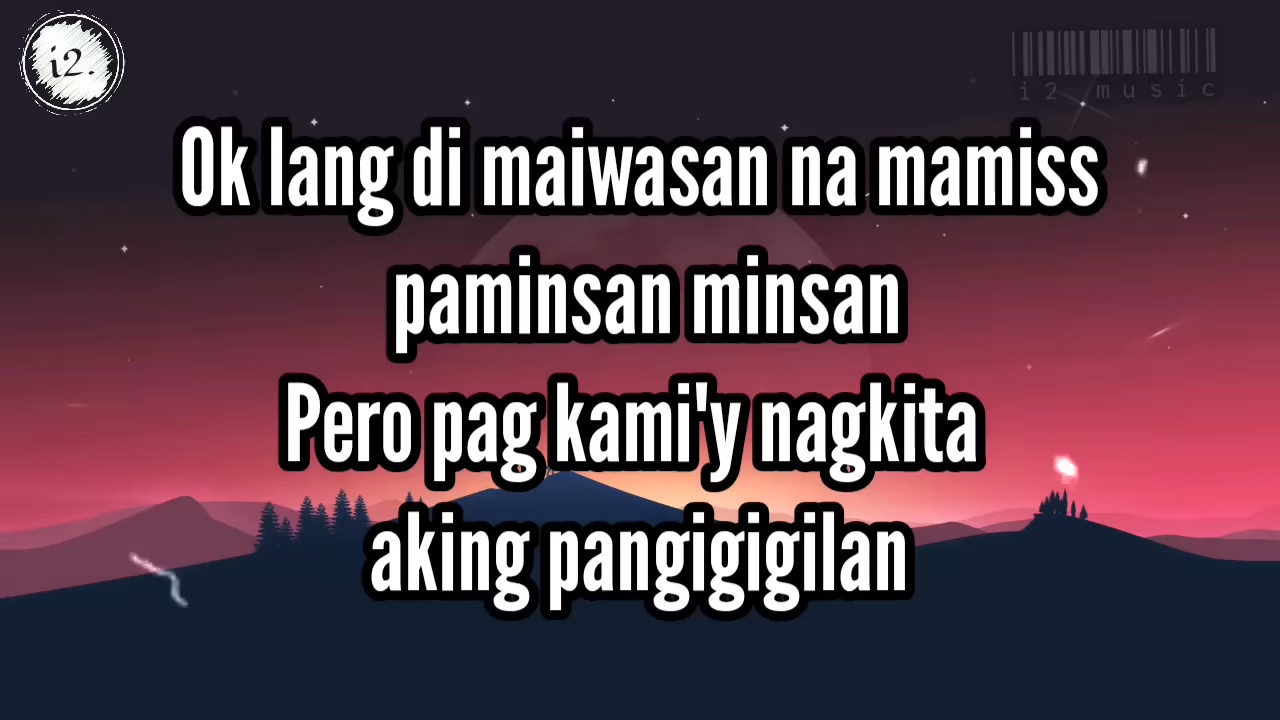 i2.
i2 music
Ok lang di maiwasan na mamiss
paminsan minsan
Pero pag kami'y nagkita
aking pangigigilan